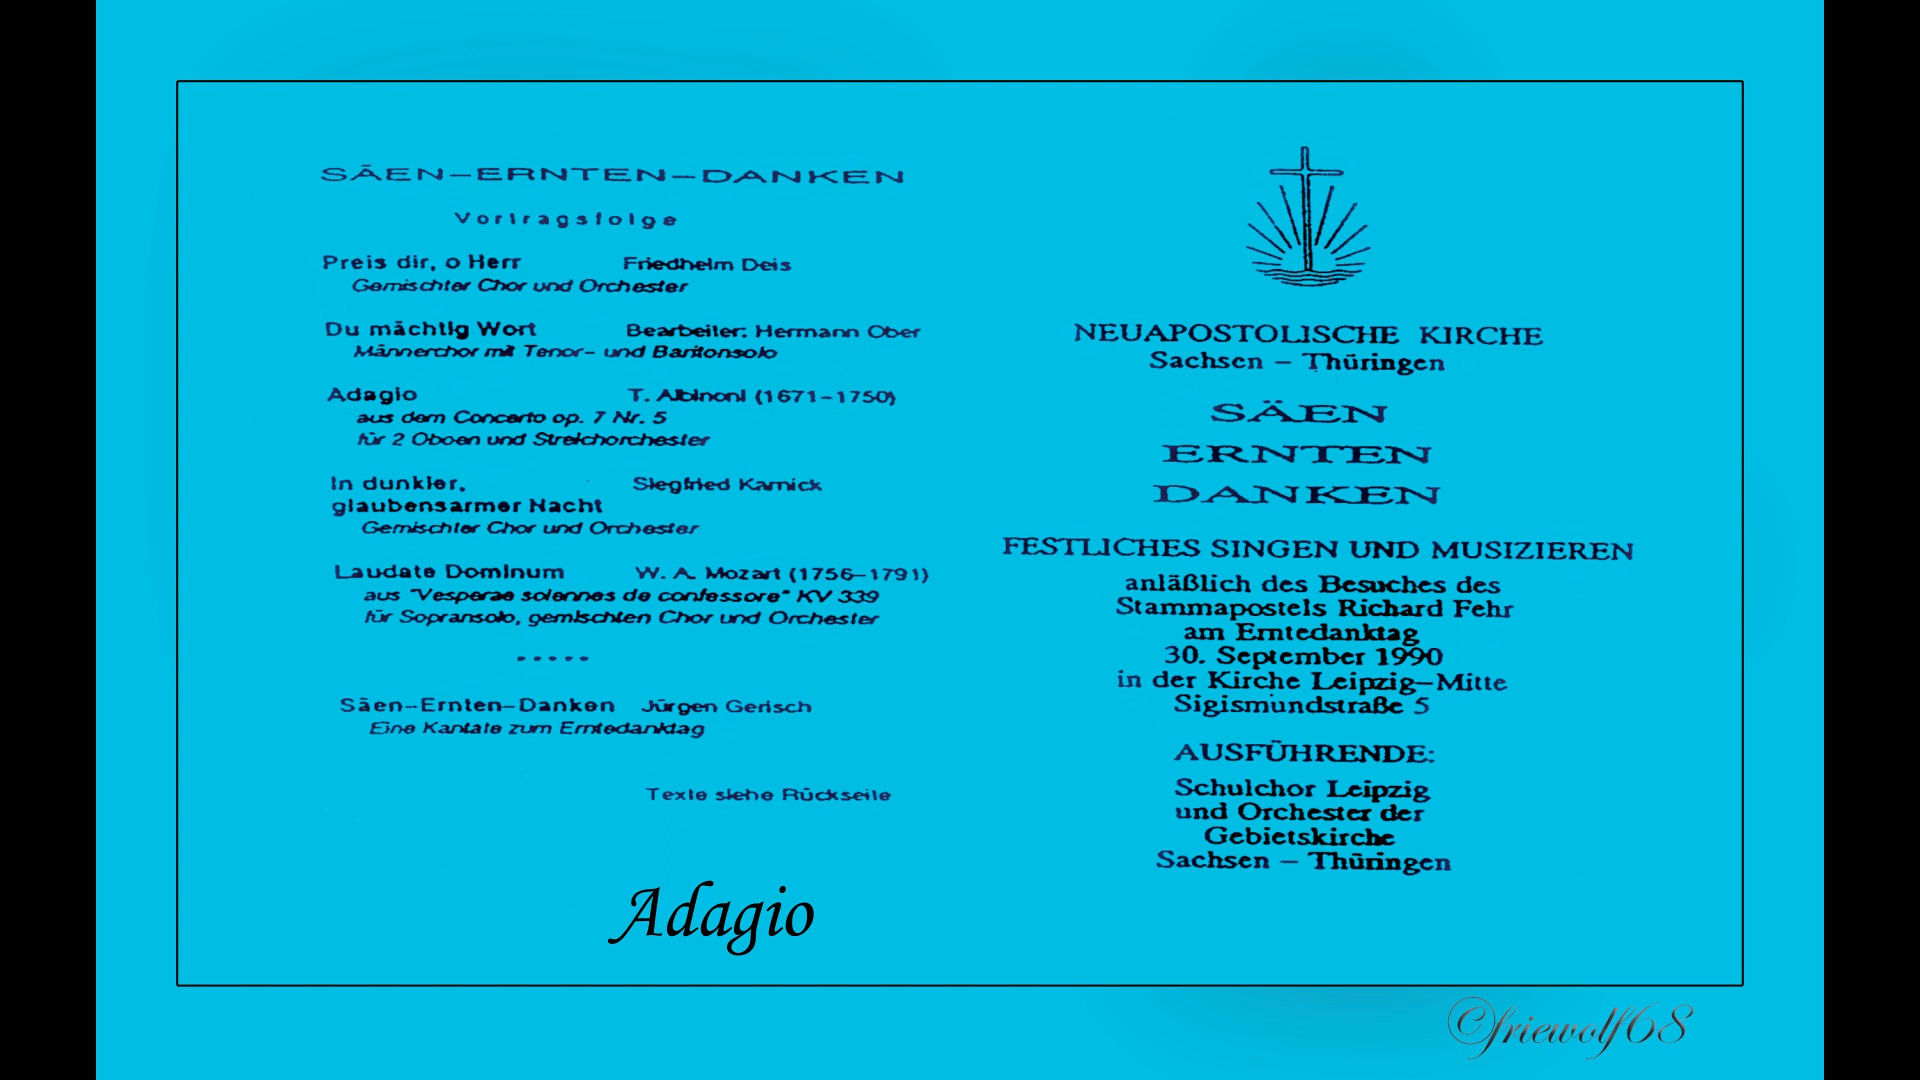 SÄEN-ERNTEN-DANKEN
Vortragsfolge
Preis dir, o Herr Friedhelm Deis
Gemischter Chor und Orchester
Du mächtig Wort Bearbeiter: Hermann Ober
Männerchor mit Tenor- und Baritonsolo
Adagio T. Albinoni (1671-1750)
aus dem Concerto op. 7 Nr. 5
für 2 Oboen und Streichorchester
In dunkler, Siegfried Karnick
glaubensarmer Nacht
Gemischter Chor und Orchester
Laudate Dominum W. A. Mozart (1756-1791)
aus "Vesperae solennes de confessore" KV 339
für Sopransolo, gemischten Chor und Orchester
.....
Säen-Ernten-Danken Jürgen Gerisch
Eine Kantate zum Erntedanktag
Texte siehe Rückseite
Adagio
NEUAPOSTOLISCHE KIRCHE
Sachsen - Thüringen
SÄEN
ERNTEN
DANKEN
FESTLICHES SINGEN UND MUSIZIEREN
anläßlich des Besuches des
Stammapostels Richard Fehr
am Erntedanktag
30. September 1990
in der Kirche Leipzig-Mitte
Sigismundstraße 5
AUSFÜHRENDE:
Schulchor Leipzig
und Orchester der
Gebietskirche
Sachsen - Thüringen
©friewolf68